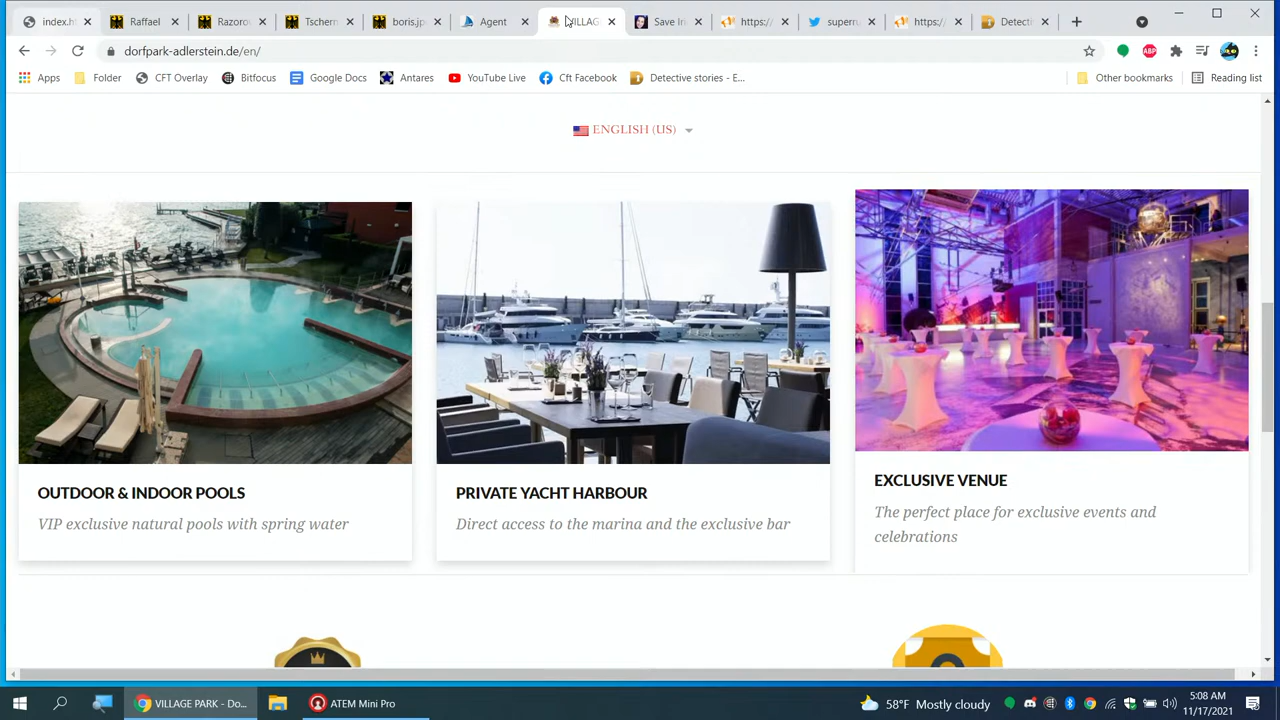 index.h
Raffael
Razoro
Tschern
boris.jp
Agent
VILLAG
Save Iri
https:/
supern
https:/
Detecti
dorfpark-adlerstein.de/en/
ABP
Apps
Folder
CFT Overlay
Bitfocus
Google Docs
Antares
YouTube Live
Cft Facebook
Detective stories - E...
Other bookmarks
Reading list
ENGLISH (US)
OUTDOOR & INDOOR POOLS
VIP exclusive natural pools with spring water
PRIVATE YACHT HARBOUR
Direct access to the marina and the exclusive bar
EXCLUSIVE VENUE
The perfect place for exclusive events and
celebrations
VILLAGE PARK - Do...
ATEM Mini Pro
58°F Mostly cloudy
5:08 AM
11/17/2021